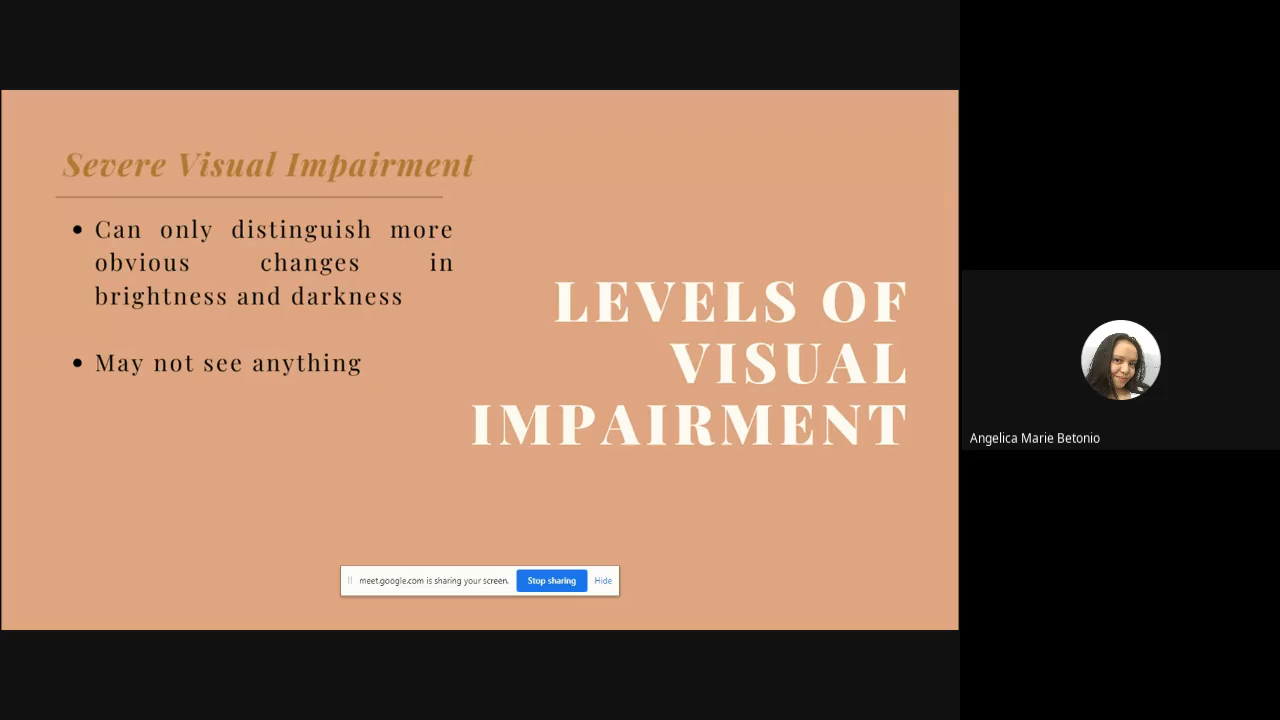 Severe Visual Impairment
• Can only distinguish more
obvious changes in
brightness and darkness
• May not see anything
LEVELS OF
VISUAL
IMPAIRMENT
meet.google.com is sharing your screen. Stop sharing Hide
Angelica Marie Betonio